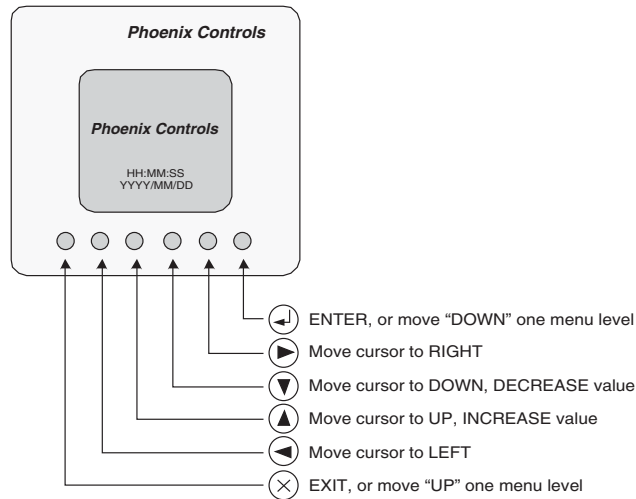 Phoenix Controls
Phoenix Controls
HH:MM:SS
YYYY/MM/DD
ENTER, or move “DOWN” one menu level
Move cursor to RIGHT
Move cursor to DOWN, DECREASE value
Move cursor to UP, INCREASE value
Move cursor to LEFT
EXIT, or move “UP” one menu level